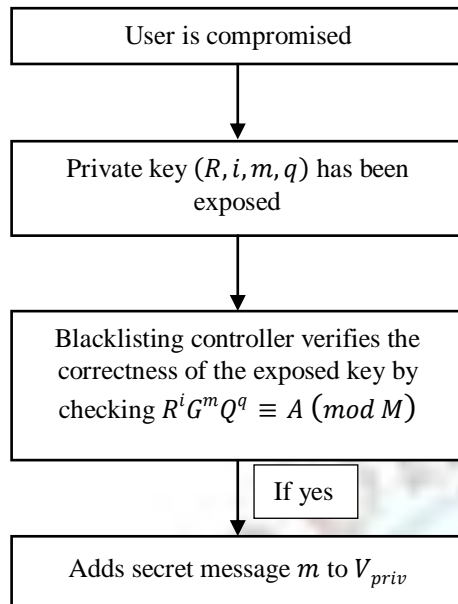 User is compromised
Private key (R, i, m, q) has been
exposed
Blacklisting controller verifies the
correctness of the exposed key by
checking RⁱGᵐQ^q ≡ A (mod M)
If yes
Adds secret message m to V_priv